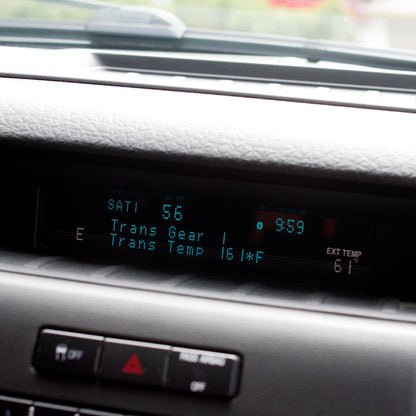 SAT1 56 9:59
Trans Gear 1
E Trans Temp 161*F
EXT TEMP
61°
OFF
PASS AIRBAG
OFF